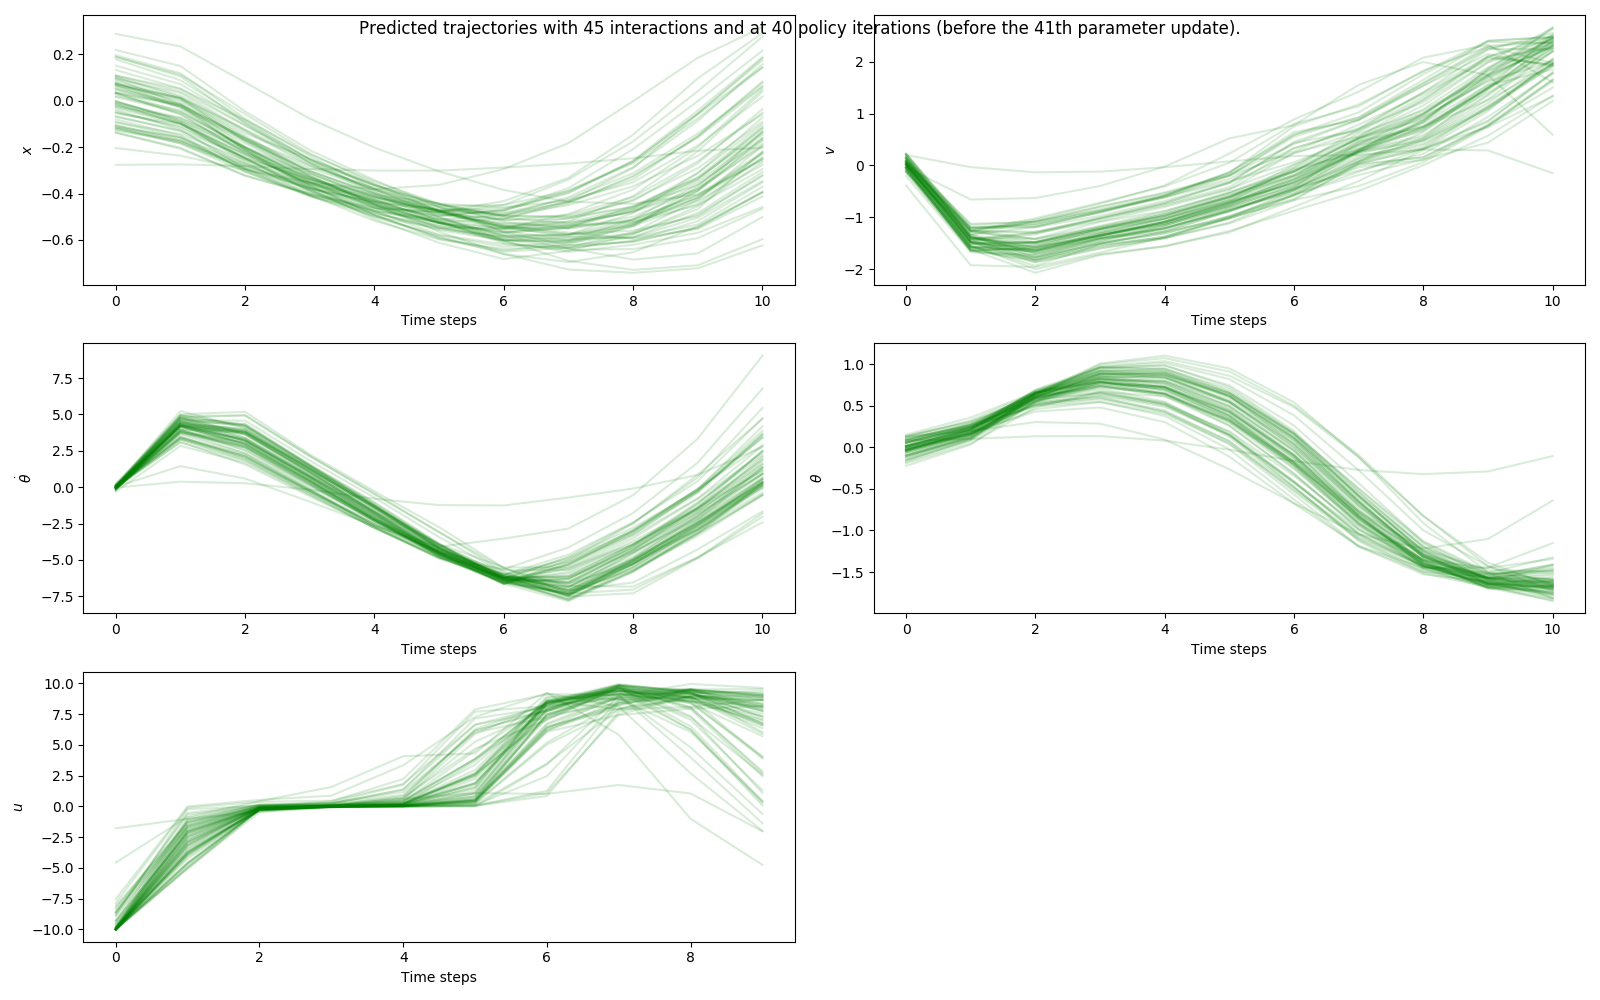 Predicted trajectories with 45 interactions and at 40 policy iterations (before the 41th parameter update).
0.2
0.0
−0.2
−0.4
−0.6
x
0 2 4 6 8 10
Time steps
2
1
0
−1
−2
v
0 2 4 6 8 10
Time steps
7.5
5.0
2.5
0.0
−2.5
−5.0
−7.5
θ̇
0 2 4 6 8 10
Time steps
1.0
0.5
0.0
−0.5
−1.0
−1.5
θ
0 2 4 6 8 10
Time steps
10.0
7.5
5.0
2.5
0.0
−2.5
−5.0
−7.5
−10.0
u
0 2 4 6 8
Time steps